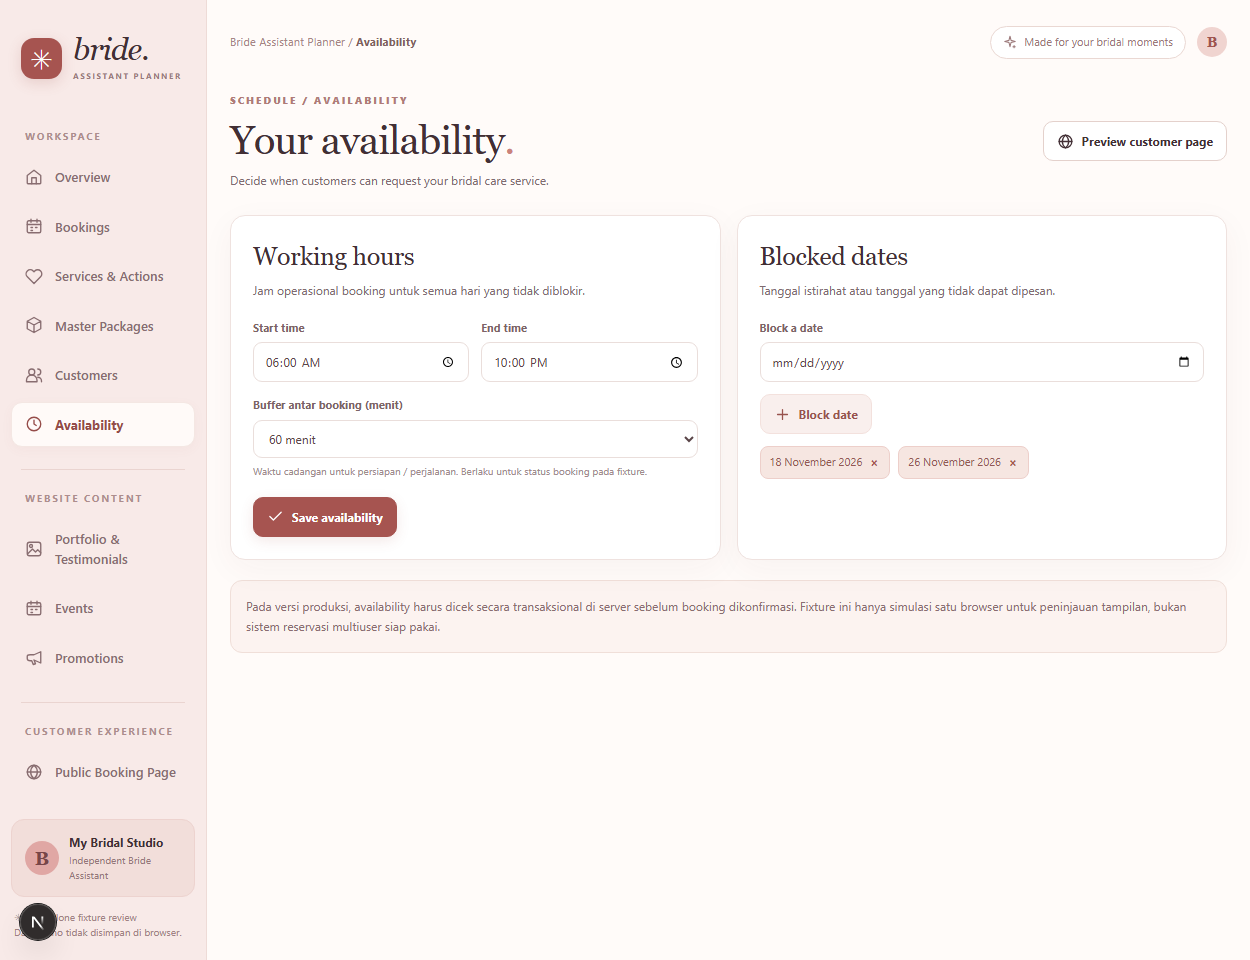 bride.
ASSISTANT PLANNER
WORKSPACE
Overview
Bookings
Services & Actions
Master Packages
Customers
Availability
WEBSITE CONTENT
Portfolio &
Testimonials
Events
Promotions
CUSTOMER EXPERIENCE
Public Booking Page
B
My Bridal Studio
Independent Bride
Assistant
fixture review
N
tidak disimpan di browser.
Bride Assistant Planner / Availability
Made for your bridal moments
B
SCHEDULE / AVAILABILITY
Your availability.
Decide when customers can request your bridal care service.
Preview customer page
Working hours
Jam operasional booking untuk semua hari yang tidak diblokir.
Start time
End time
06:00 AM
10:00 PM
Buffer antar booking (menit)
60 menit
Waktu cadangan untuk persiapan / perjalanan. Berlaku untuk status booking pada fixture.
Save availability
Blocked dates
Tanggal istirahat atau tanggal yang tidak dapat dipesan.
Block a date
mm/dd/yyyy
+ Block date
18 November 2026 ×
26 November 2026 ×
Pada versi produksi, availability harus dicek secara transaksional di server sebelum booking dikonfirmasi. Fixture ini hanya simulasi satu browser untuk peninjauan tampilan, bukan
sistem reservasi multiuser siap pakai.